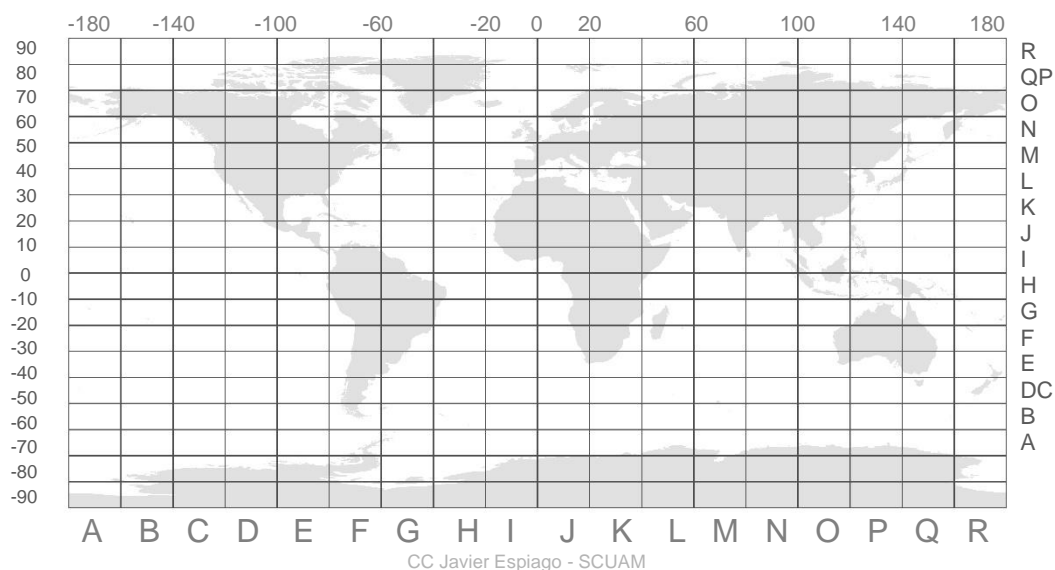 -180 -140 -100 -60 -20 0 20 60 100 140 180
90 R
80 QP
70 O
60 N
50 M
40 L
30 K
20 J
10 I
0 H
-10 G
-20 F
-30 E
-40 DC
-50 B
-60 A
-70
-80
-90
A B C D E F G H I J K L M N O P Q R
CC Javier Espiago - SCUAM